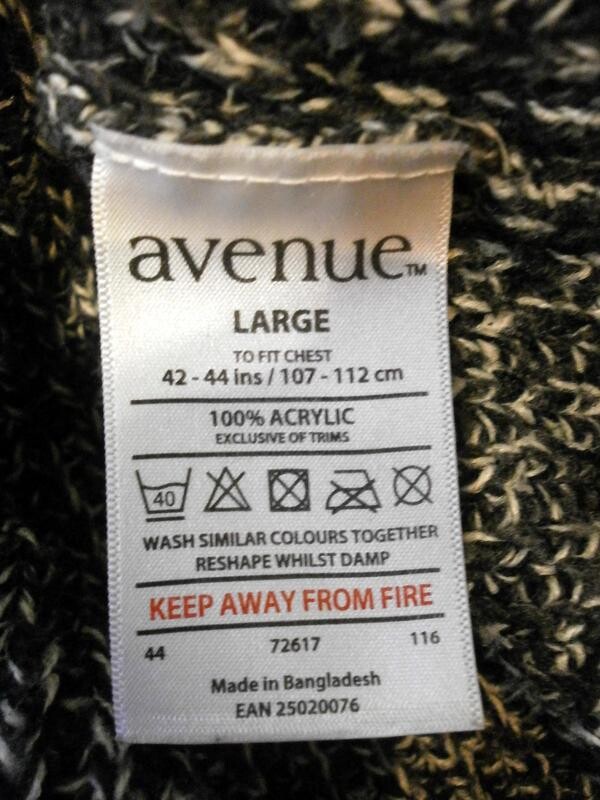 avenue™
LARGE
TO FIT CHEST
42 - 44 ins / 107 - 112 cm
100% ACRYLIC
EXCLUSIVE OF TRIMS
40
WASH SIMILAR COLOURS TOGETHER
RESHAPE WHILST DAMP
KEEP AWAY FROM FIRE
44 72617 116
Made in Bangladesh
EAN 25020076